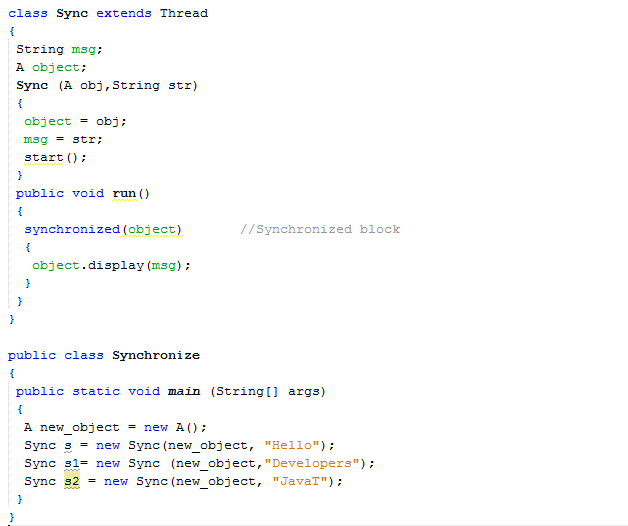 class Sync extends Thread
{
String msg;
A object;
Sync (A obj,String str)
{
object = obj;
msg = str;
start();
}
public void run()
{
synchronized(object) //Synchronized block
{
object.display(msg);
}
}
}
public class Synchronize
{
public static void main (String[] args)
{
A new_object = new A();
Sync s = new Sync(new_object, "Hello");
Sync s1= new Sync (new_object,"Developers");
Sync s2 = new Sync(new_object, "JavaT");
}
}